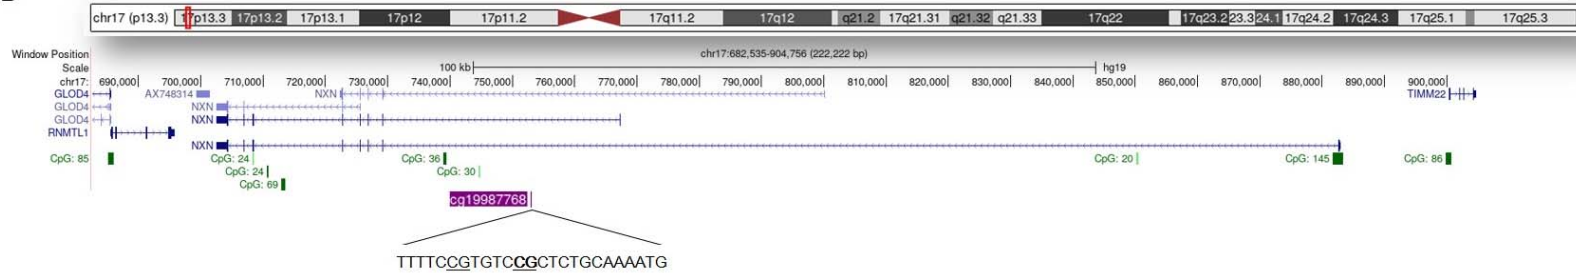 chr17 (p13.3) 17p13.3 17p13.2 17p13.1 17p12 17p11.2 17q11.2 17q12 q21.2 17q21.31 q21.32 q21.33 17q22 17q23.2 23.3 24.1 17q24.2 17q24.3 17q25.1 17q25.3
Window Position chr17:682,535-904,756 (222,222 bp)
Scale 100 kb hg19
chr17: 690,000 700,000 710,000 720,000 730,000 740,000 750,000 760,000 770,000 780,000 790,000 800,000 810,000 820,000 830,000 840,000 850,000 860,000 870,000 880,000 890,000 900,000
GLOD4 AX748314 NXN TIMM22
GLOD4 NXN
GLOD4 NXN
RNMTL1
NXN
CpG: 85 CpG: 24 CpG: 36 CpG: 20 CpG: 145 CpG: 86
CpG: 24 CpG: 30
CpG: 69
cg19987768
TTTTCCGTGTCCGCTCTGCAAAATG